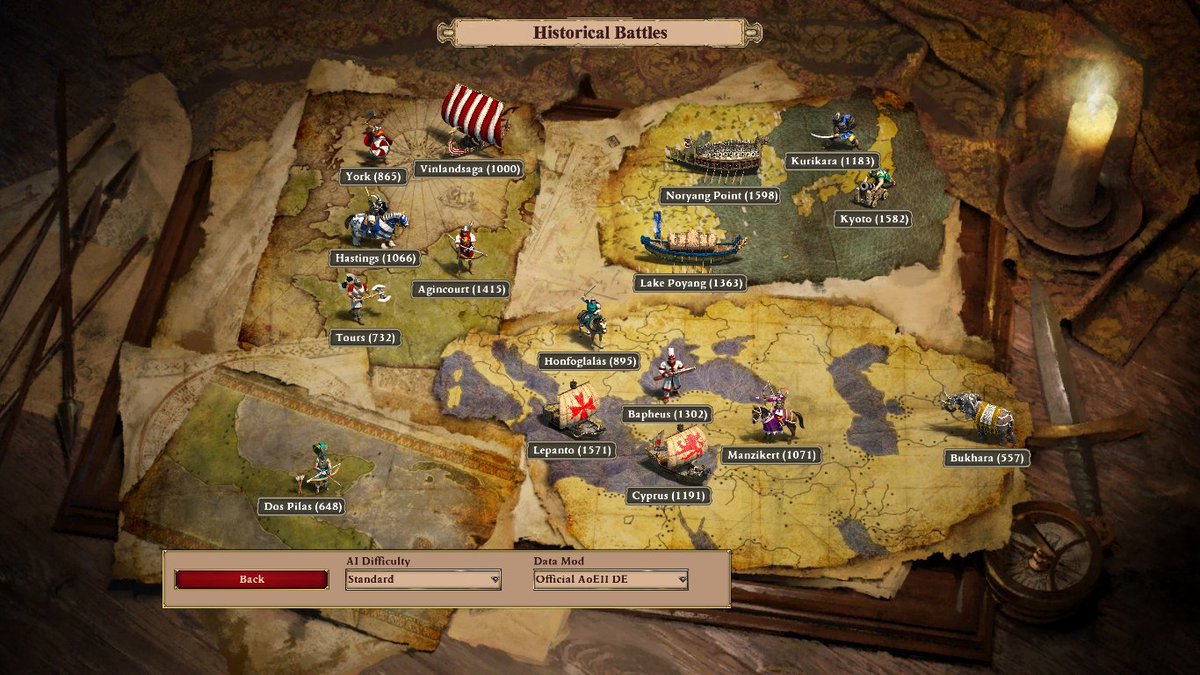 Historical Battles
York (865)
Vinlandsaga (1000)
Hastings (1066)
Agincourt (1415)
Tours (732)
Noryang Point (1598)
Kurikara (1183)
Kyoto (1582)
Lake Poyang (1363)
Honfoglalás (895)
Bapheus (1302)
Lepanto (1571)
Manzikert (1071)
Cyprus (1191)
Bukhara (557)
Dos Pilas (648)
Back
AI Difficulty
Standard
Data Mod
Official AoEII DE